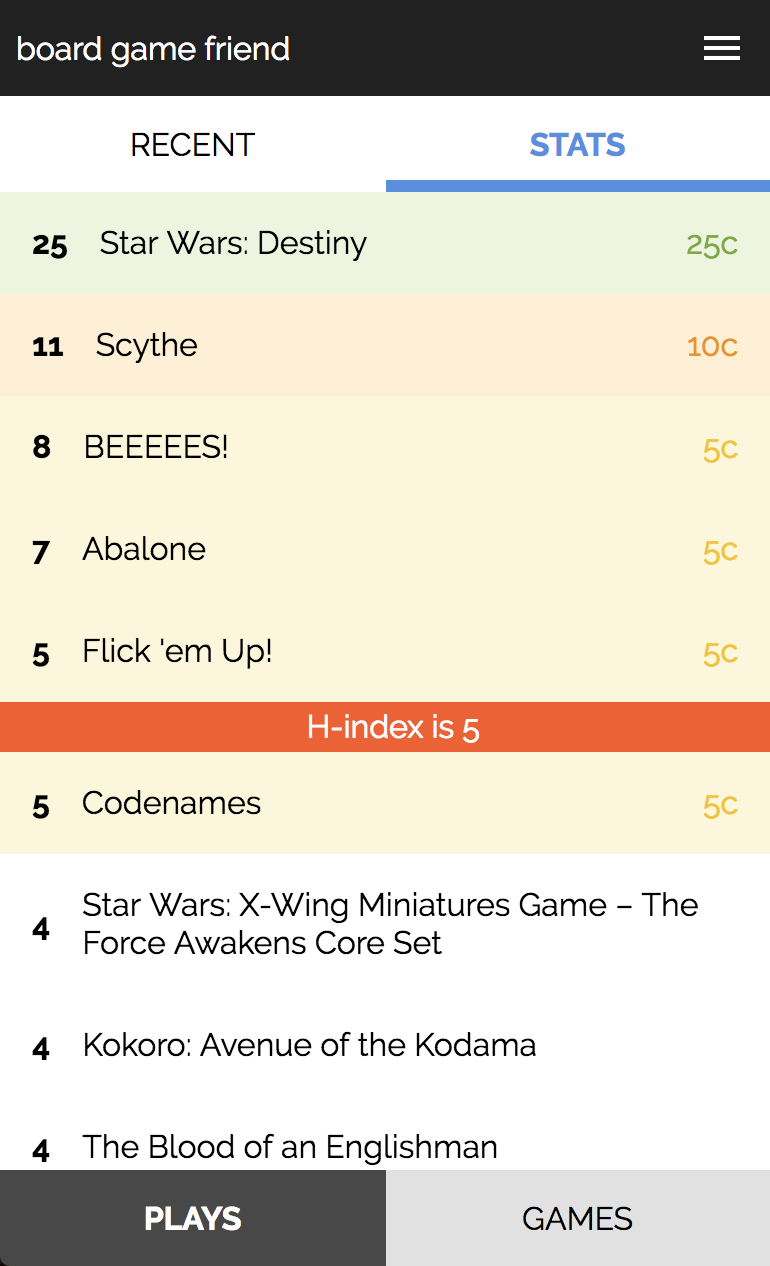 board game friend
RECENT STATS
25 Star Wars: Destiny 25c
11 Scythe 10c
8 BEEEEES! 5c
7 Abalone 5c
5 Flick 'em Up! 5c
H-index is 5
5 Codenames 5c
4 Star Wars: X-Wing Miniatures Game – The
Force Awakens Core Set
4 Kokoro: Avenue of the Kodama
4 The Blood of an Englishman
PLAYS GAMES